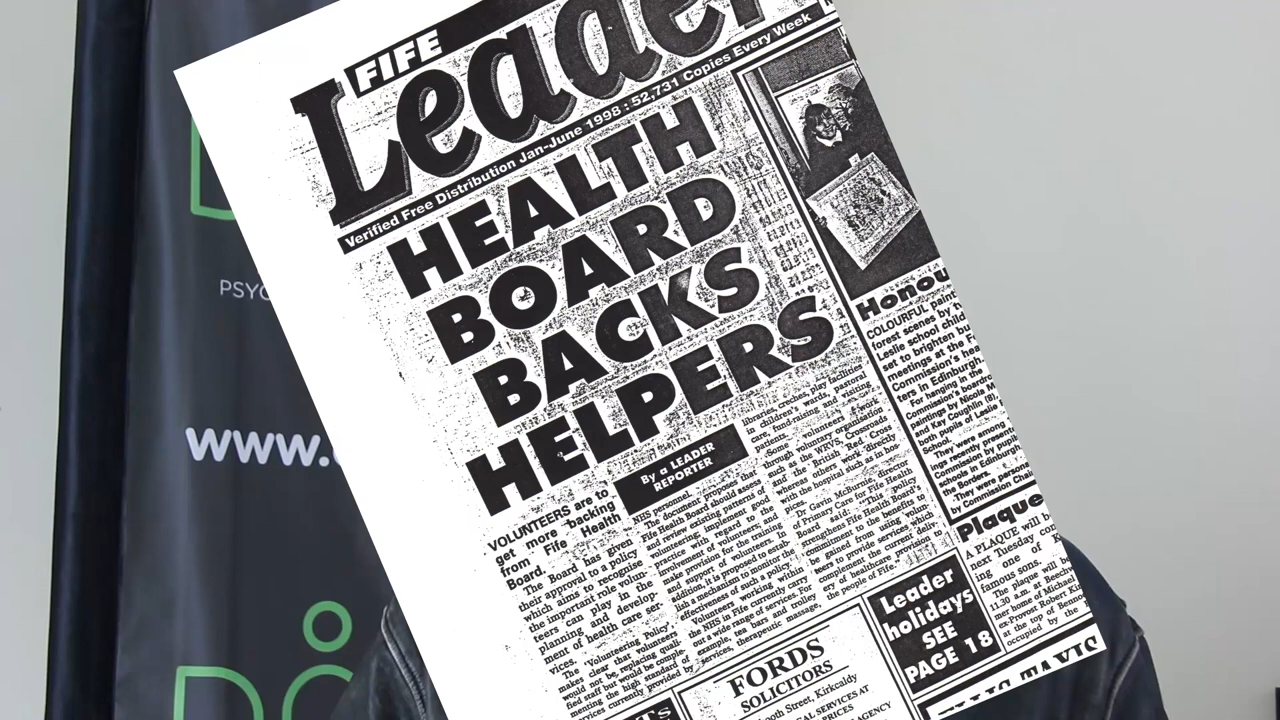 FIFE
Leader
Verified Free Distribution Jan-June 1998 : 52,731 Copies Every Week
HEALTH
BOARD
BACKS
HELPERS
By a LEADER
REPORTER
VOLUNTEERS are to
get more backing
from Fife Health
Board.
The Board has given
their approval to a policy
which aims to recognise
the important role volun-
teers can play in the
planning and develop-
ment of health care ser-
vices.
'Volunteering Policy'
makes clear that volunteers
would not be replacing quali-
fied staff but would be comple-
menting the high standard of
services currently provided by
NHS personnel.
The document proposes that
Fife Health Board should assess
and review existing patterns of
volunteering, implement good
practice with regard to the
involvement of volunteers, and
make provision for the training
and support of volunteers. In
addition, it is proposed to estab-
lish a mechanism to monitor the
effectiveness of such a policy.
Volunteers working within
the NHS in Fife currently carry
out a wide range of services. For
example, tea bars and trolley
services, therapeutic massage,
libraries, creches, play facilities
in children's words, pastoral
care, fund-raising and visiting
patients.
Some volunteers work
through voluntary organisation
such as the WRVS, Crossroads
and the British Red Cross
whereas others work directly
with the hospital such as in hos-
pices.
Dr Gavity McBurnie, director
of Primary Care for Fife Health
Board said: "This policy
strengthens Fife Health Board's
commitment to the benefits to
be gained from using volun-
teers to provide services which
complement the current deliv-
ery of healthcare provision to
the people of Fife."
Honou
COLOURFUL paint
forest scenes by
Leslie school child
set to brighten bu
meetings at the F
Commission's hea
ters in Edinburgh
For hanging in the
Commission's boardro
paintings by Nicola M
and Kay Coughlin (8),
both pupils of Leslie
School.
They were among
ings recently present
Commission by pupils
schools in Edinburgh
the Borders.
They were persona
by Commission Chair
Plaque
A PLAQUE will b
next Tuesday con
ing one of K
famous sons.
The plaque will be
11.30 a.m. at Beechw
mer home of Michael
ex-Provost Robert Ki
at the top of Benno
occupied by the
Leader
holidays
SEE
PAGE 18
FORDS
SOLICITORS
ooth Street, Kirkcaldy
CAL SERVICES AT
PRICES
AGENCY
PSYC
www.